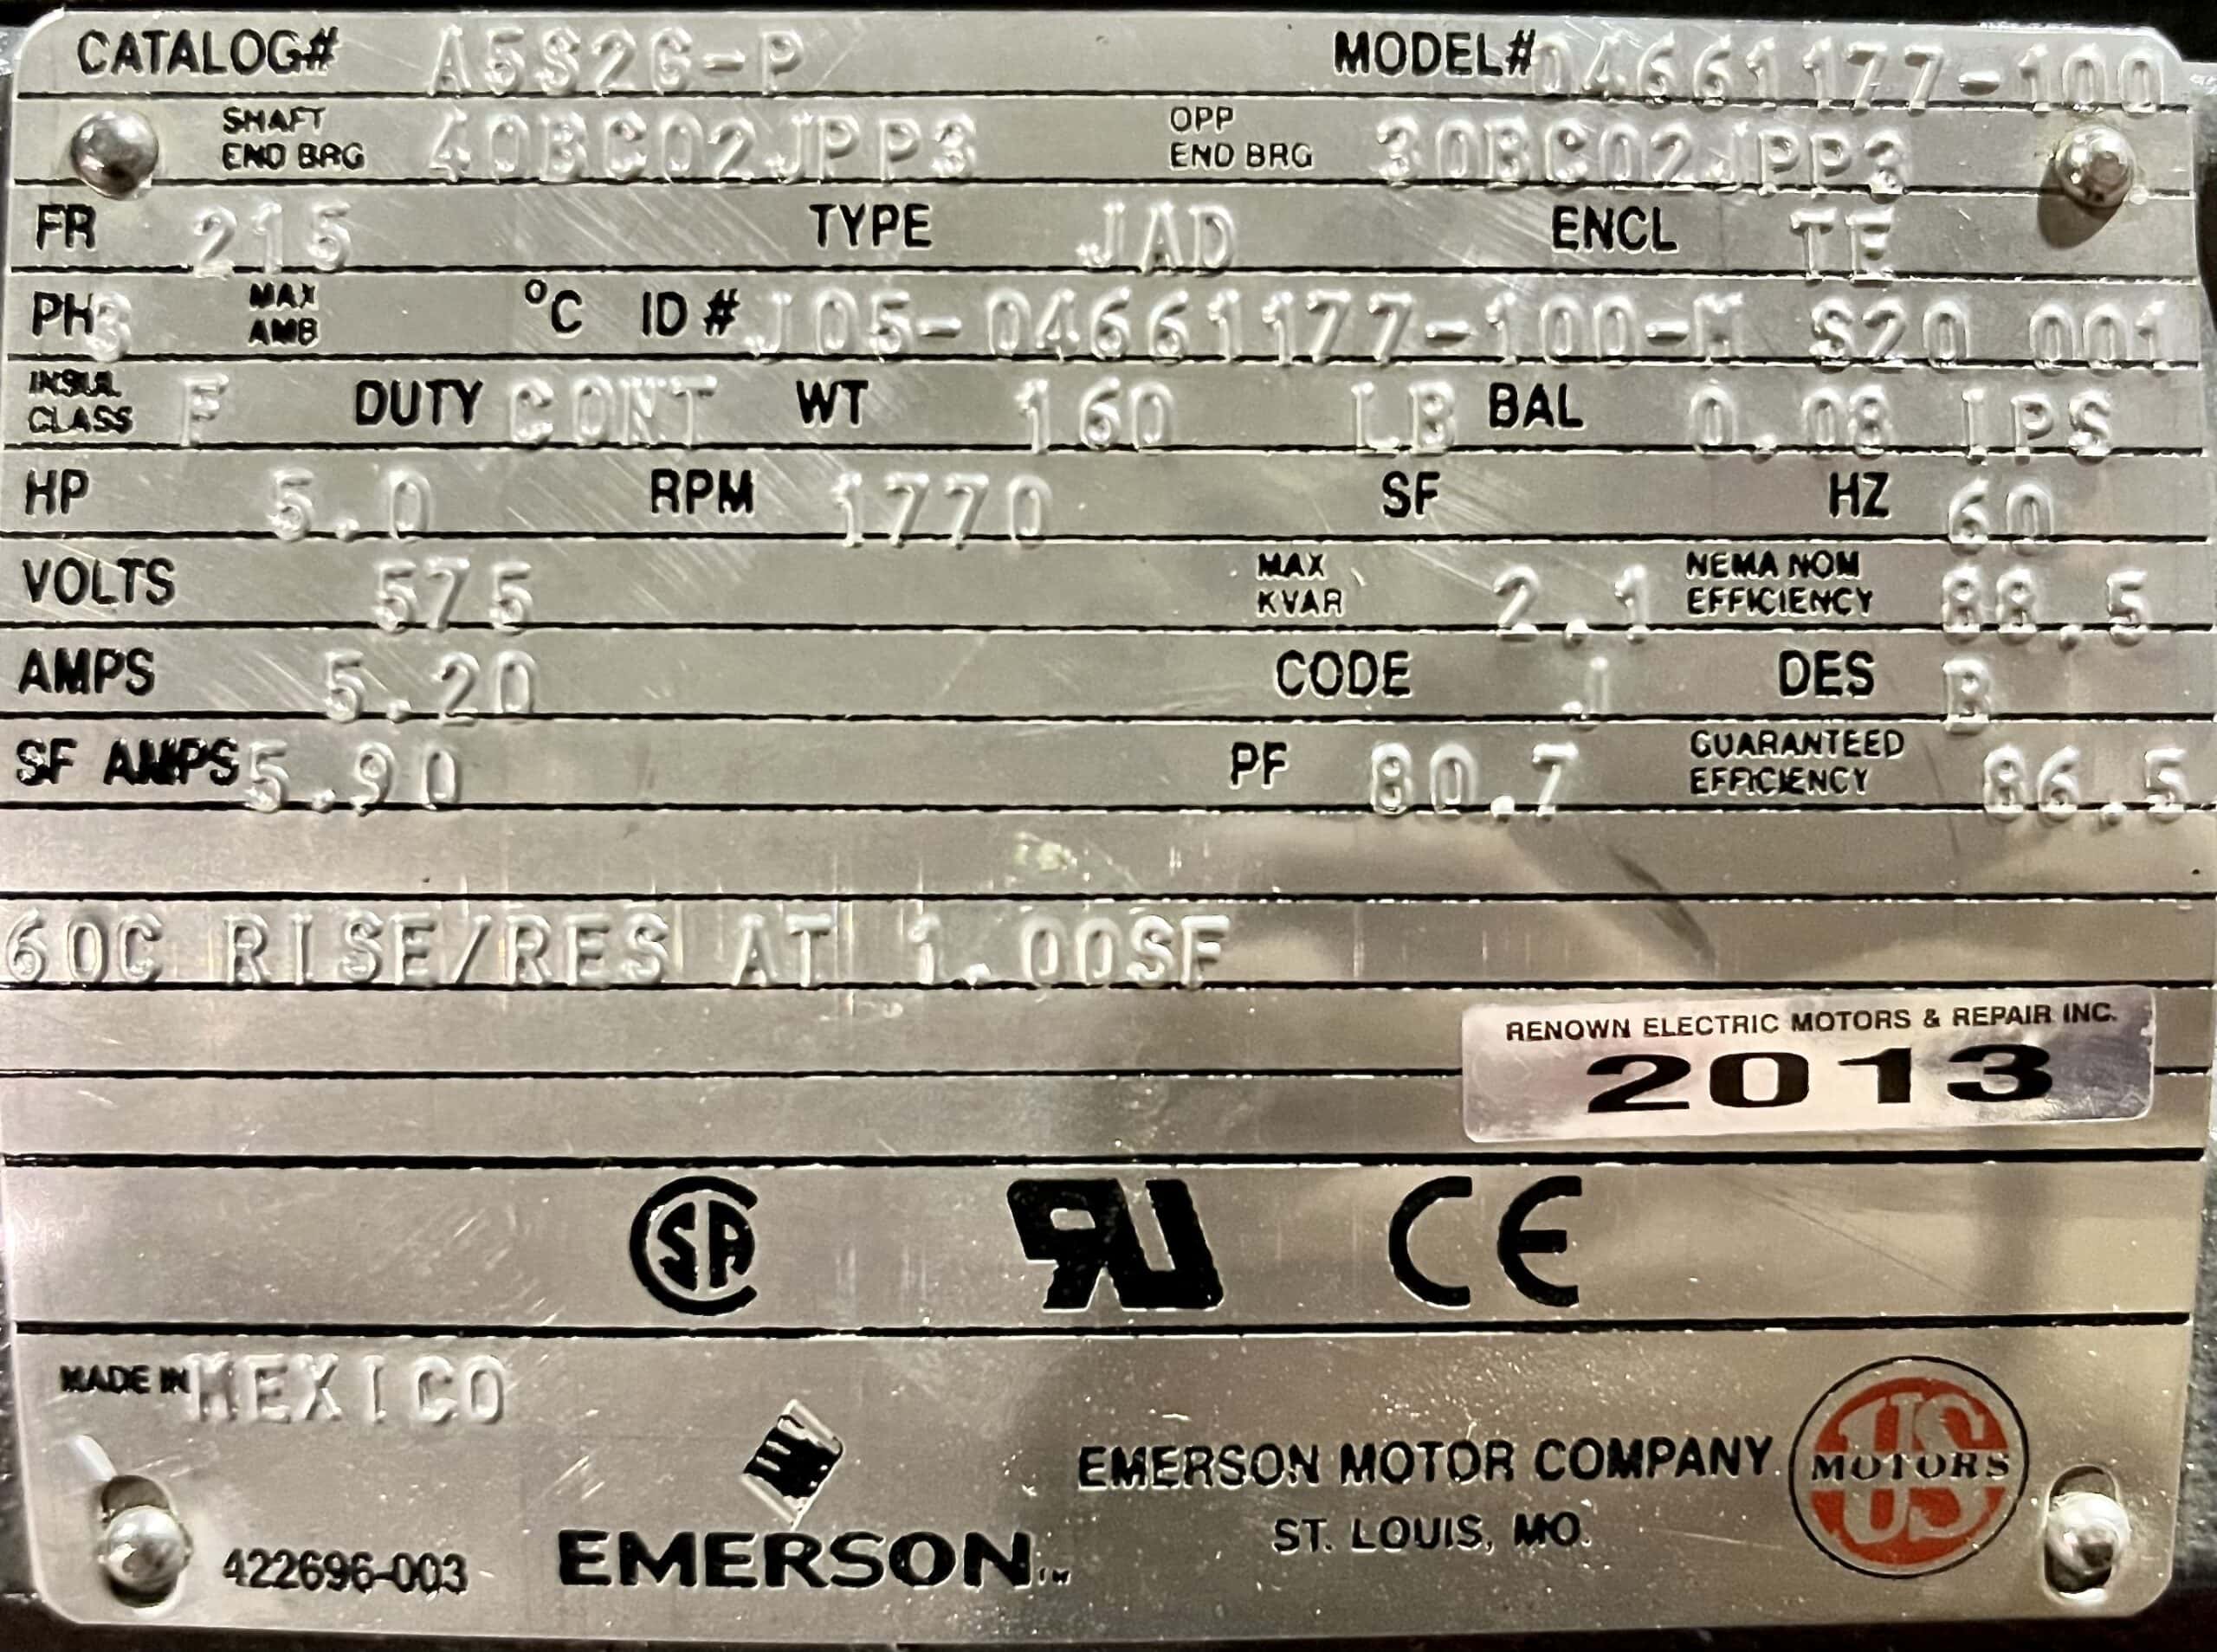 CATALOG# A5S2G-P MODEL# 04661177-100
SHAFT END BRG 40BC02JPP3 OPP END BRG 30BC02JPP3
FR 215 TYPE JAD ENCL TE
PH 3 MAX AMB °C ID # J05-04661177-100-M S20 001
INSUL CLASS F DUTY CONT WT 160 LB BAL 0.08 IPS
HP 5.0 RPM 1770 SF HZ 60
VOLTS 575 MAX KVAR 2.1 NEMA NOM EFFICIENCY 88.5
AMPS 5.20 CODE J DES B
SF AMPS 5.90 PF 80.7 GUARANTEED EFFICIENCY 86.5
60C RISE/RES AT 1.00SF
RENOWN ELECTRIC MOTORS & REPAIR INC.
2013
CSA RU CE
MADE IN MEXICO
EMERSON MOTOR COMPANY
ST. LOUIS, MO.
US MOTORS
422696-003
EMERSON™